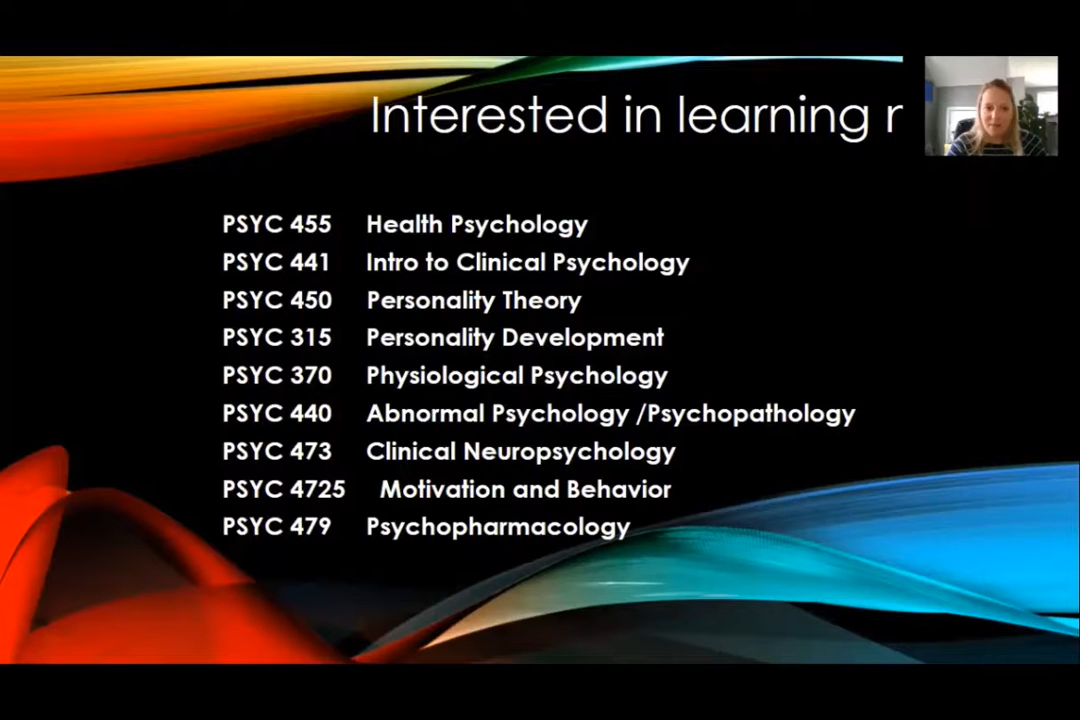 Interested in learning
PSYC 455 Health Psychology
PSYC 441 Intro to Clinical Psychology
PSYC 450 Personality Theory
PSYC 315 Personality Development
PSYC 370 Physiological Psychology
PSYC 440 Abnormal Psychology /Psychopathology
PSYC 473 Clinical Neuropsychology
PSYC 4725 Motivation and Behavior
PSYC 479 Psychopharmacology